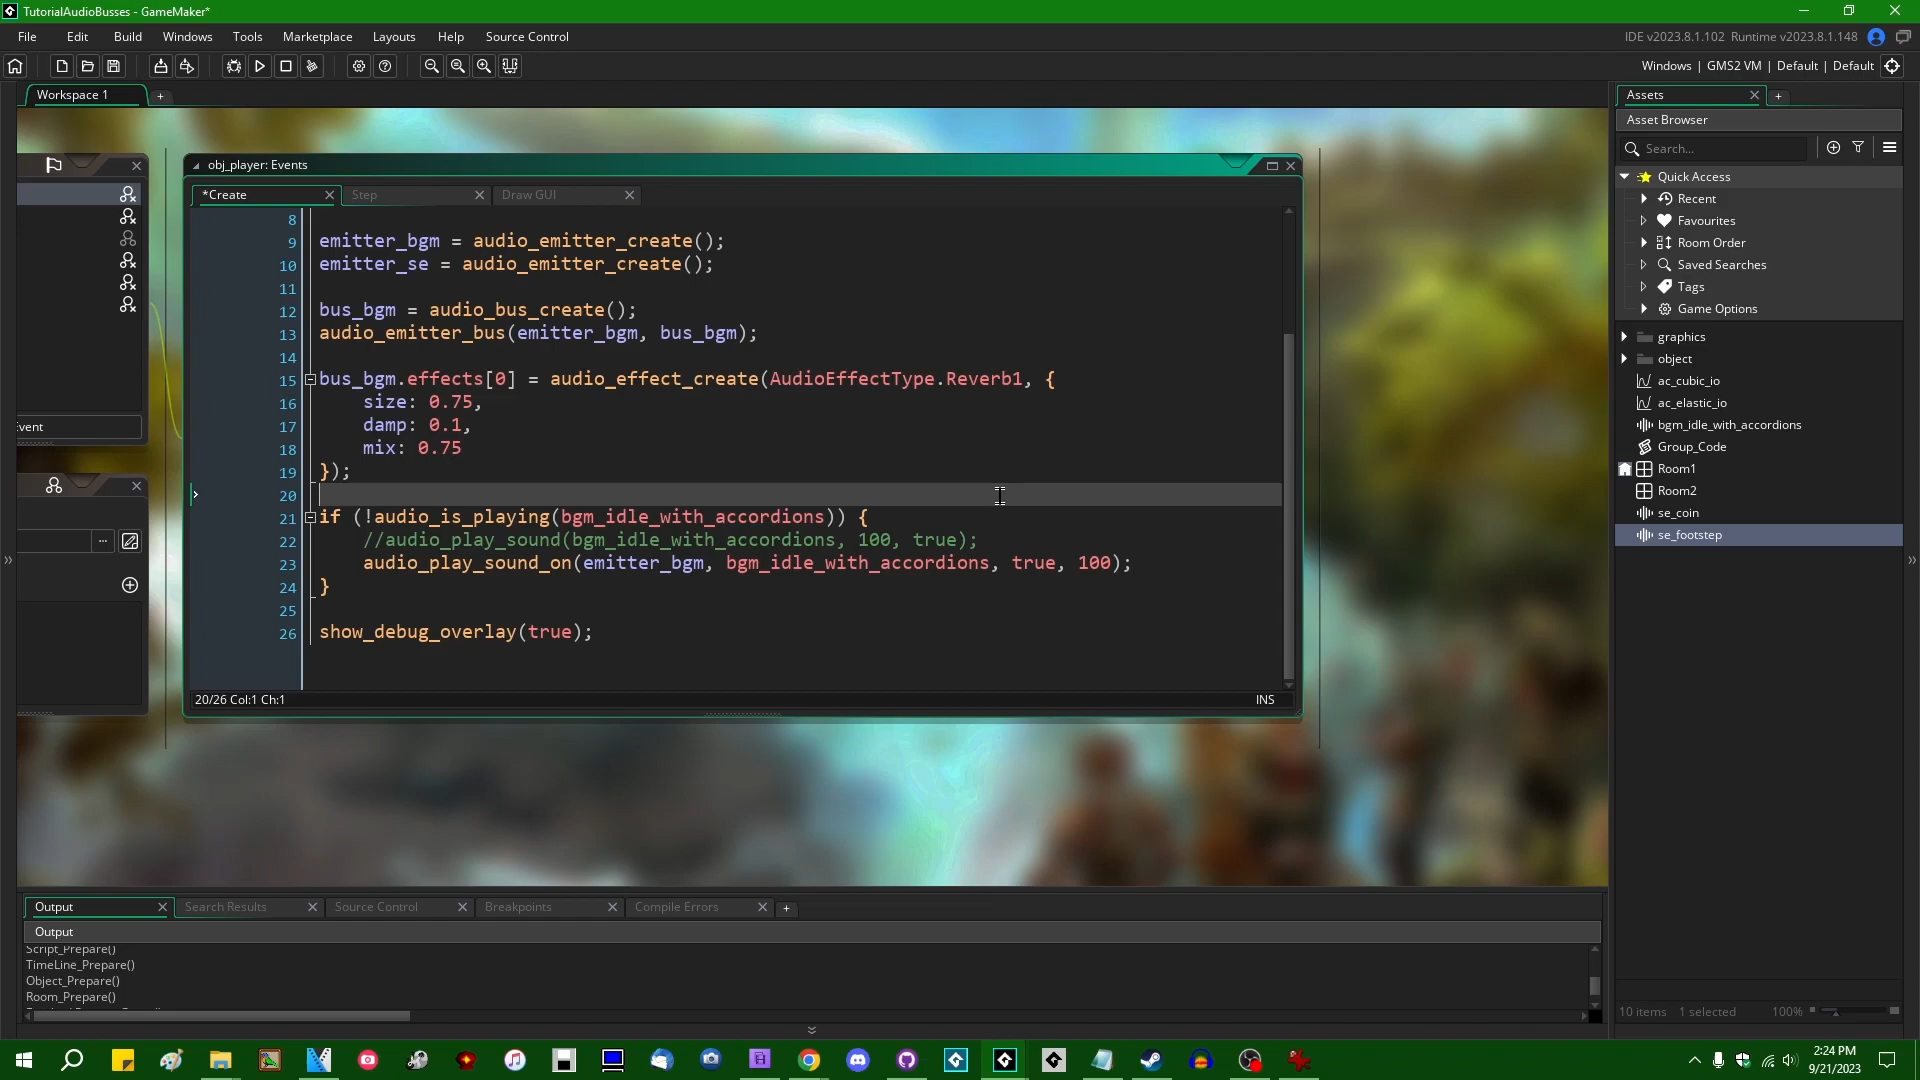 TutorialAudioBusses - GameMaker*
File Edit Build Windows Tools Marketplace Layouts Help Source Control
IDE v2023.8.1.102 Runtime v2023.8.1.148
Windows | GMS2 VM | Default | Default
Workspace 1
obj_player: Events
*Create Step Draw GUI
8
9 emitter_bgm = audio_emitter_create();
10 emitter_se = audio_emitter_create();
11
12 bus_bgm = audio_bus_create();
13 audio_emitter_bus(emitter_bgm, bus_bgm);
14
15 bus_bgm.effects[0] = audio_effect_create(AudioEffectType.Reverb1, {
16 size: 0.75,
17 damp: 0.1,
18 mix: 0.75
19 });
20
21 if (!audio_is_playing(bgm_idle_with_accordions)) {
22 //audio_play_sound(bgm_idle_with_accordions, 100, true);
23 audio_play_sound_on(emitter_bgm, bgm_idle_with_accordions, true, 100);
24 }
25
26 show_debug_overlay(true);
20/26 Col:1 Ch:1 INS
Event
Assets
Asset Browser
Search...
Quick Access
Recent
Favourites
Room Order
Saved Searches
Tags
Game Options
graphics
object
ac_cubic_io
ac_elastic_io
bgm_idle_with_accordions
Group_Code
Room1
Room2
se_coin
se_footstep
10 items 1 selected 100%
Output Search Results Source Control Breakpoints Compile Errors
Output
Script_Prepare()
TimeLine_Prepare()
Object_Prepare()
Room_Prepare()
2:24 PM
9/21/2023